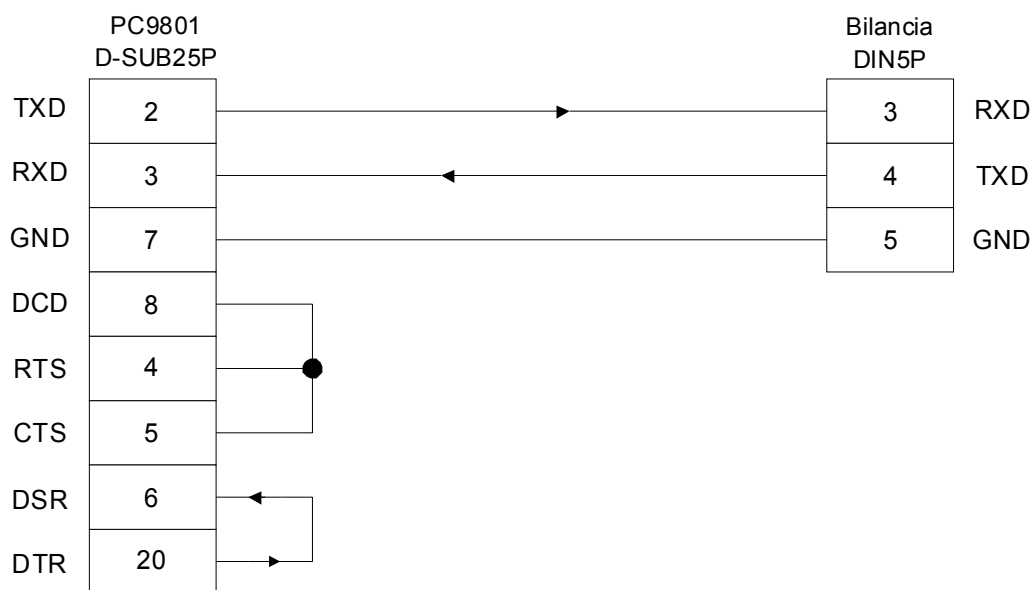 PC9801
D-SUB25P
Bilancia
DIN5P
TXD 2 3 RXD
RXD 3 4 TXD
GND 7 5 GND
DCD 8
RTS 4
CTS 5
DSR 6
DTR 20